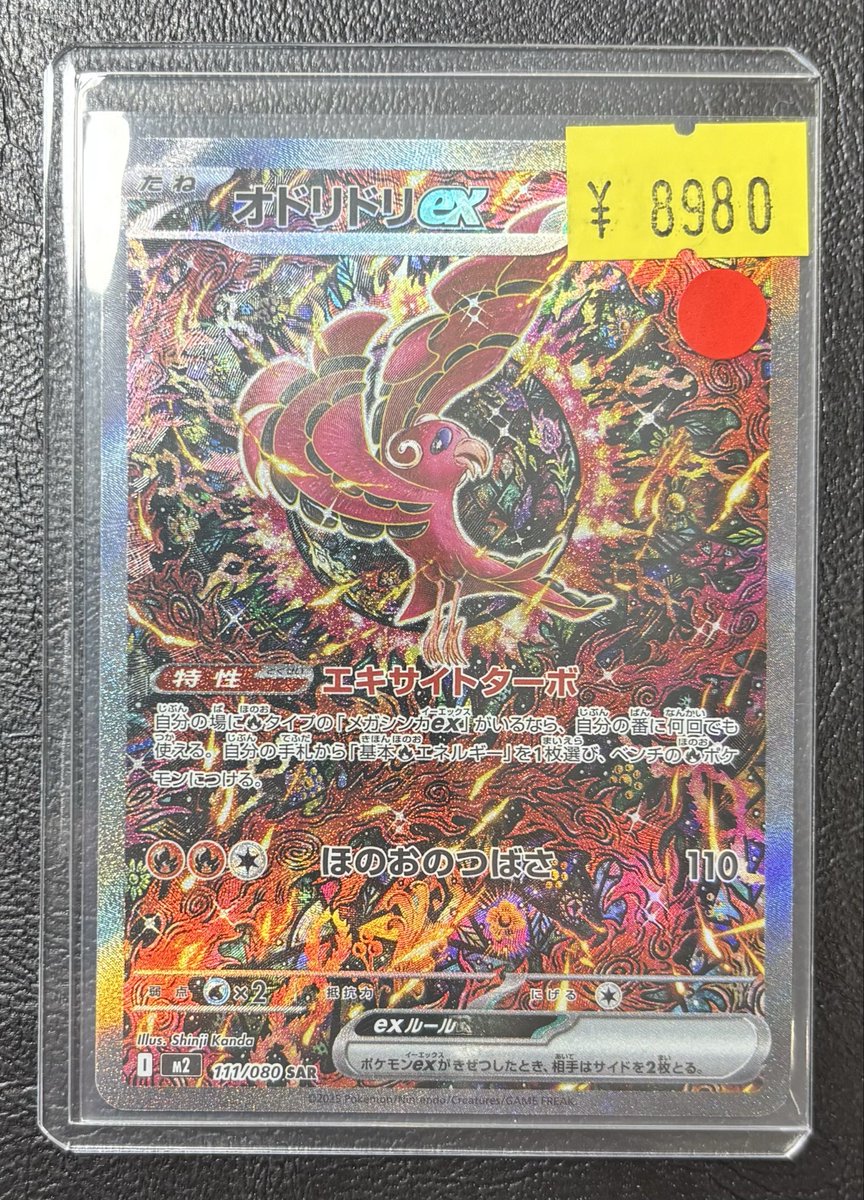 たね
オドリドリex
¥ 8980
特性 とくせい エキサイトターボ
自分の場に炎タイプの「メガシンカex」がいるなら、自分の番に何回でも
使える。自分の手札から「基本炎エネルギー」を1枚選び、ベンチの炎ポケ
モンにつける。
ほのおのつばさ 110
弱点 ×2 抵抗力 にげる
Illus. Shinji Kanda
exルール
ポケモンexがきぜつしたとき、相手はサイドを2枚とる。
I m2 111/080 SAR
©2025 Pokémon/Nintendo/Creatures/GAME FREAK